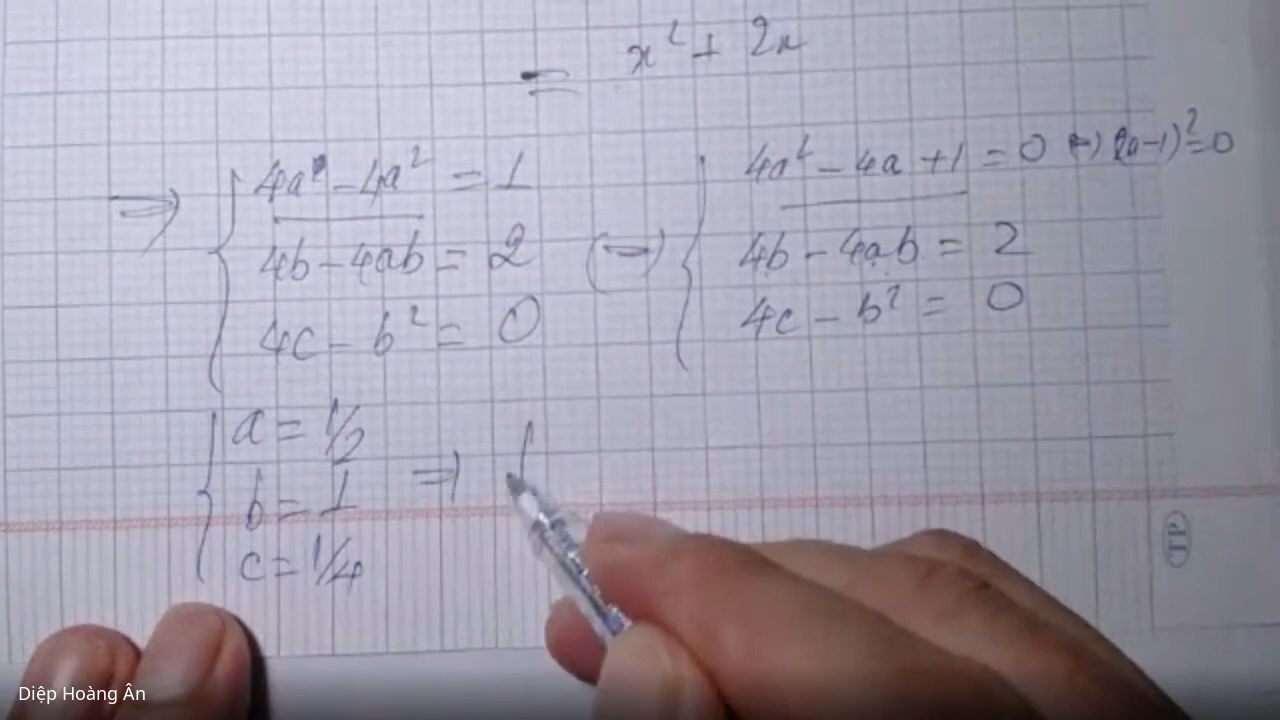 = x² + 2x
=> { 4a² - 4a² = 1
4b - 4ab = 2
4c - b² = 0
(=) { 4a² - 4a + 1 = 0 (=) (2a-1)² = 0
4b - 4ab = 2
4c - b² = 0
{ a = 1/2
b = 1
c = 1/4
=> f
Diệp Hoàng Ân